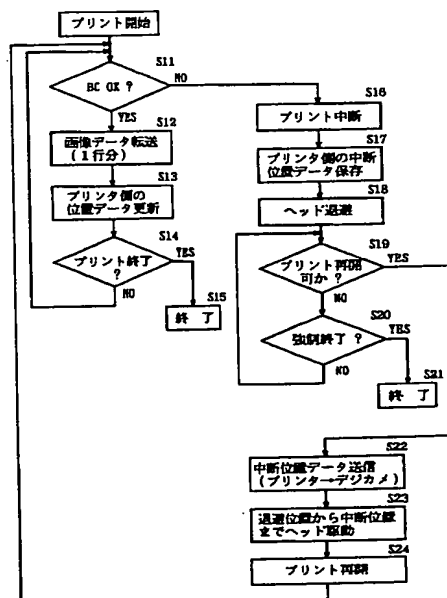 プリント開始
S11
BC OK ?
NO
YES
S12
画像データ転送
(1行分)
S13
プリンタ側の
位置データ更新
S14
プリント終了
?
YES
NO
S15
終 了
S16
プリント中断
S17
プリンタ側の中断
位置データ保存
S18
ヘッド退避
S19
プリント再開
可か ?
YES
NO
S20
強制終了 ?
YES
NO
S21
終 了
S22
中断位置データ送信
(プリンタ→デジカメ)
S23
退避位置から中断位置
までヘッド駆動
S24
プリント再開